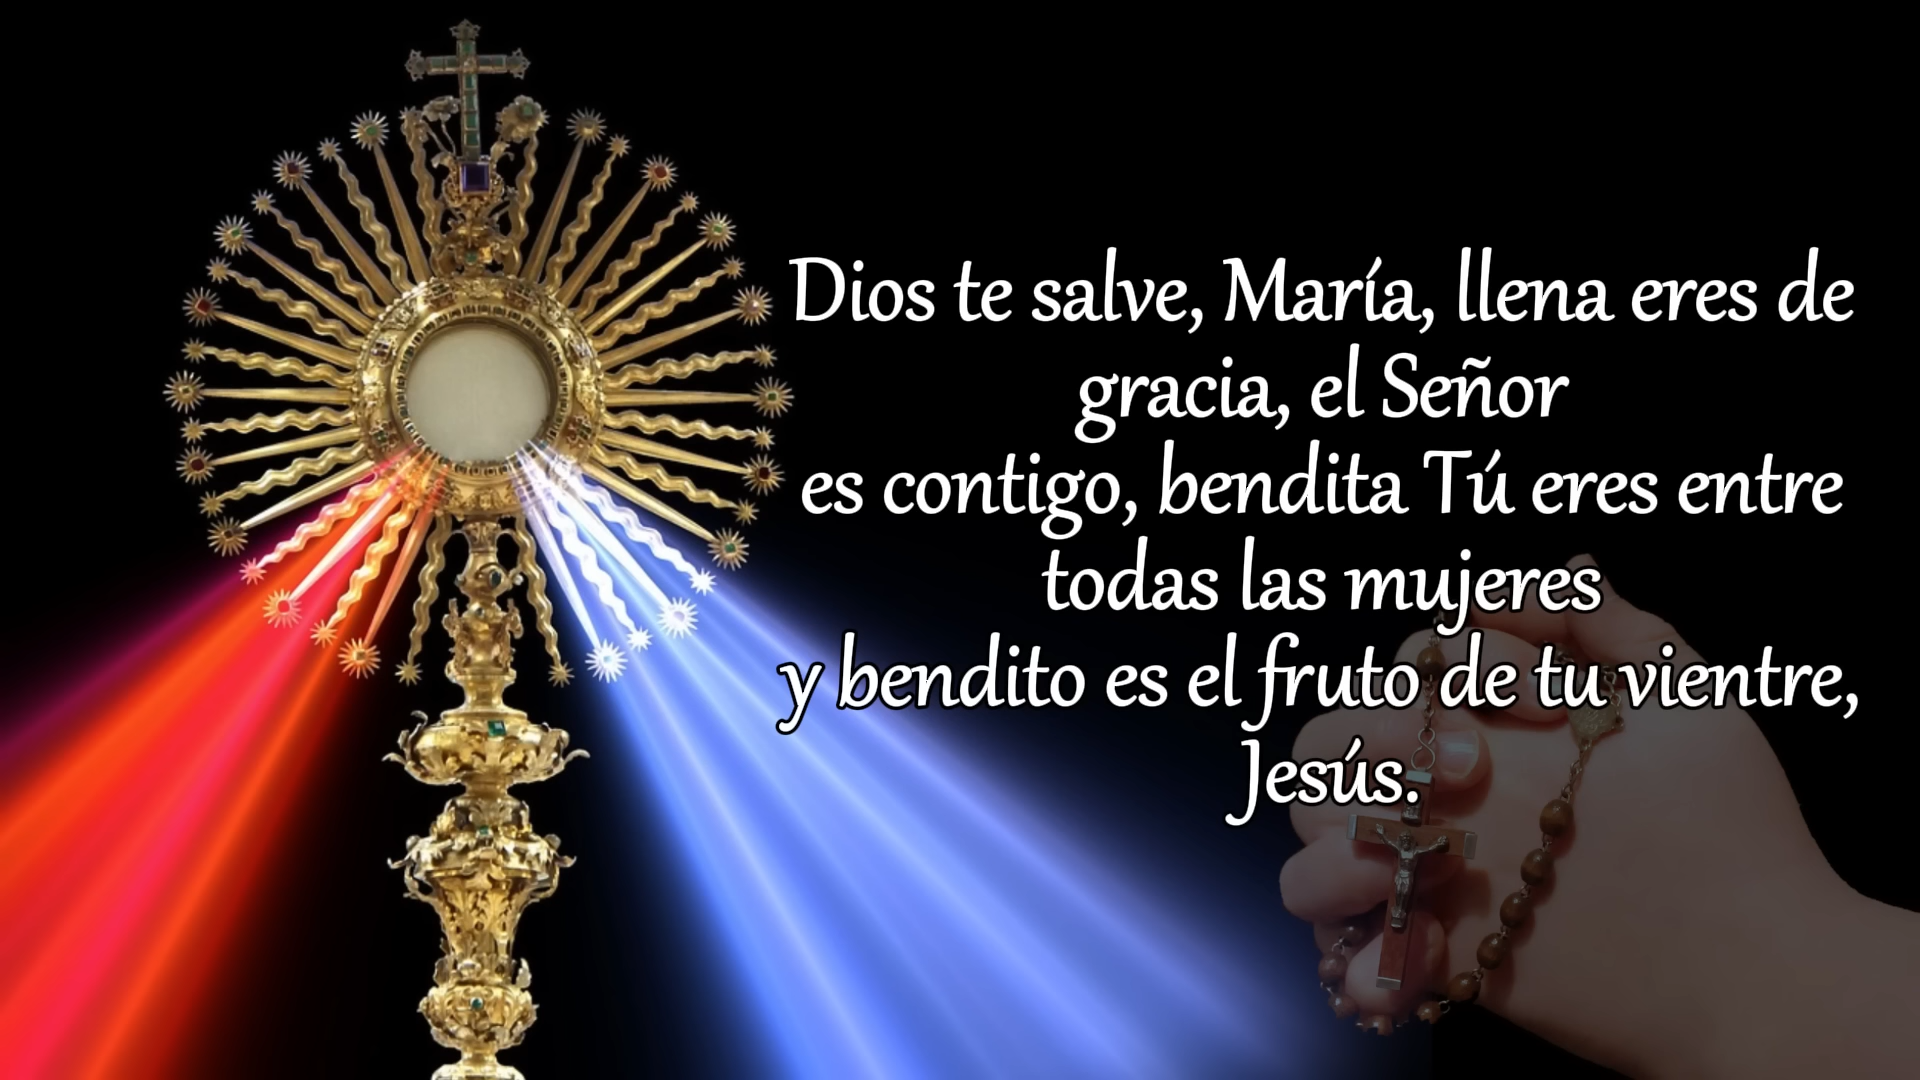 Dios te salve, María, llena eres de
gracia, el Señor
es contigo, bendita Tú eres entre
todas las mujeres
y bendito es el fruto de tu vientre,
Jesús.